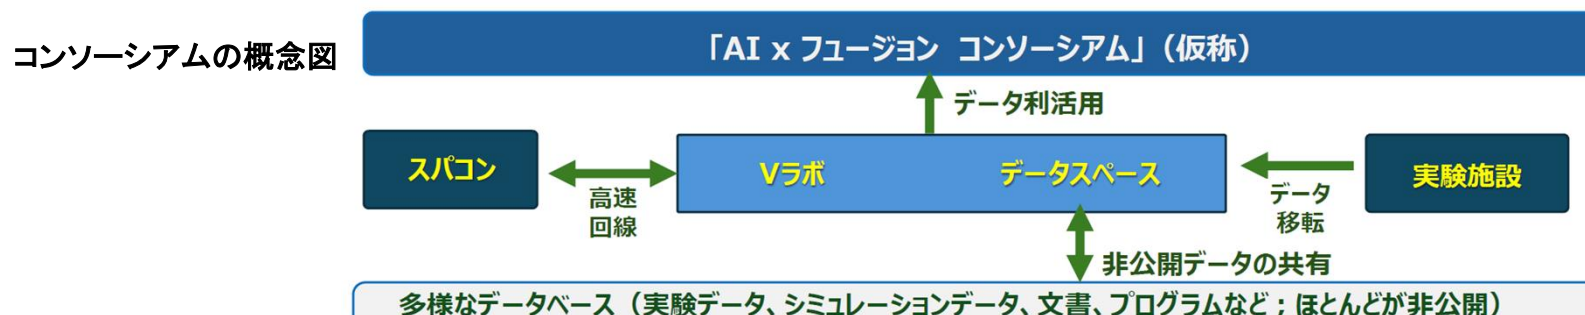 コンソーシアムの概念図
「AI x フュージョン コンソーシアム」（仮称）
データ利活用
スパコン
高速
回線
Vラボ
データスペース
データ
移転
実験施設
非公開データの共有
多様なデータベース（実験データ、シミュレーションデータ、文書、プログラムなど；ほとんどが非公開）